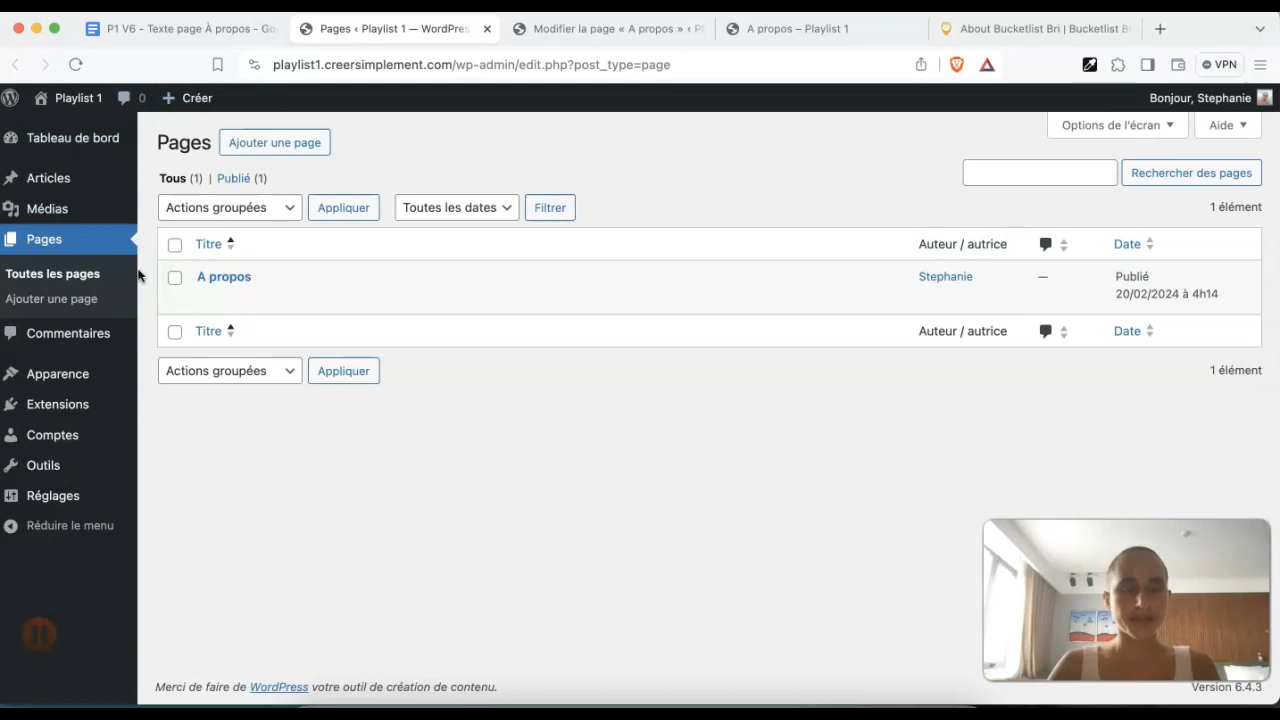 P1 V6 - Texte page À propos - Go
Pages ‹ Playlist 1 — WordPres
Modifier la page « A propos » ‹ Pl
A propos – Playlist 1
About Bucketlist Bri | Bucketlist B
playlist1.creersimplement.com/wp-admin/edit.php?post_type=page
VPN
Playlist 1
0
Créer
Bonjour, Stephanie
Tableau de bord
Articles
Médias
Pages
Toutes les pages
Ajouter une page
Commentaires
Apparence
Extensions
Comptes
Outils
Réglages
Réduire le menu
Options de l'écran
Aide
Pages
Ajouter une page
Tous (1) | Publié (1)
Rechercher des pages
Actions groupées
Appliquer
Toutes les dates
Filtrer
1 élément
Titre
Auteur / autrice
Date
A propos
Stephanie
—
Publié
20/02/2024 à 4h14
Titre
Auteur / autrice
Date
Actions groupées
Appliquer
1 élément
Merci de faire de WordPress votre outil de création de contenu.
Version 6.4.3